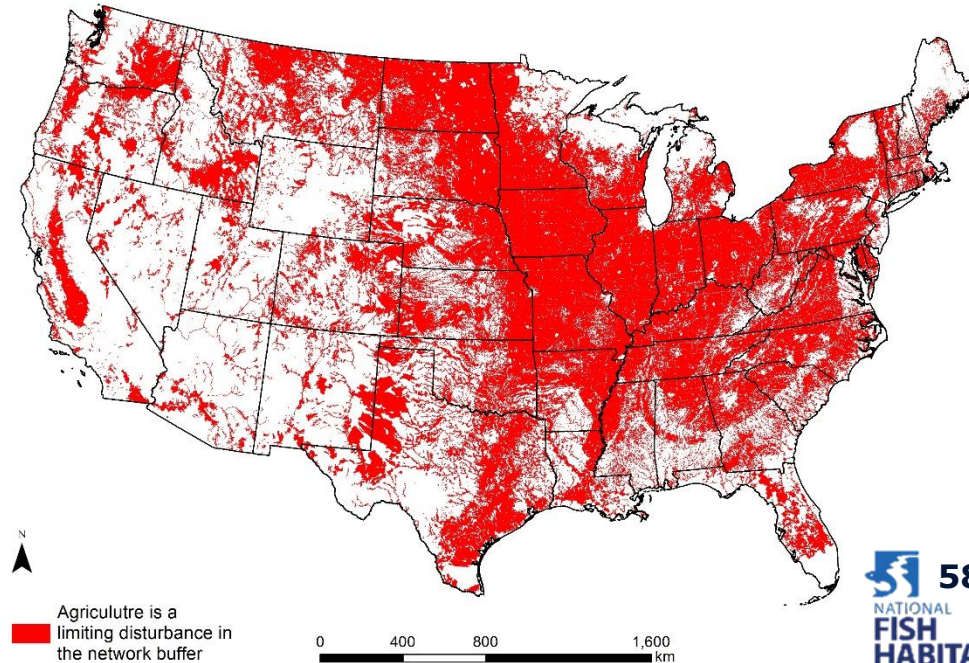 N
Agriculutre is a
limiting disturbance in
the network buffer
0 400 800 1,600
km
58
NATIONAL
FISH